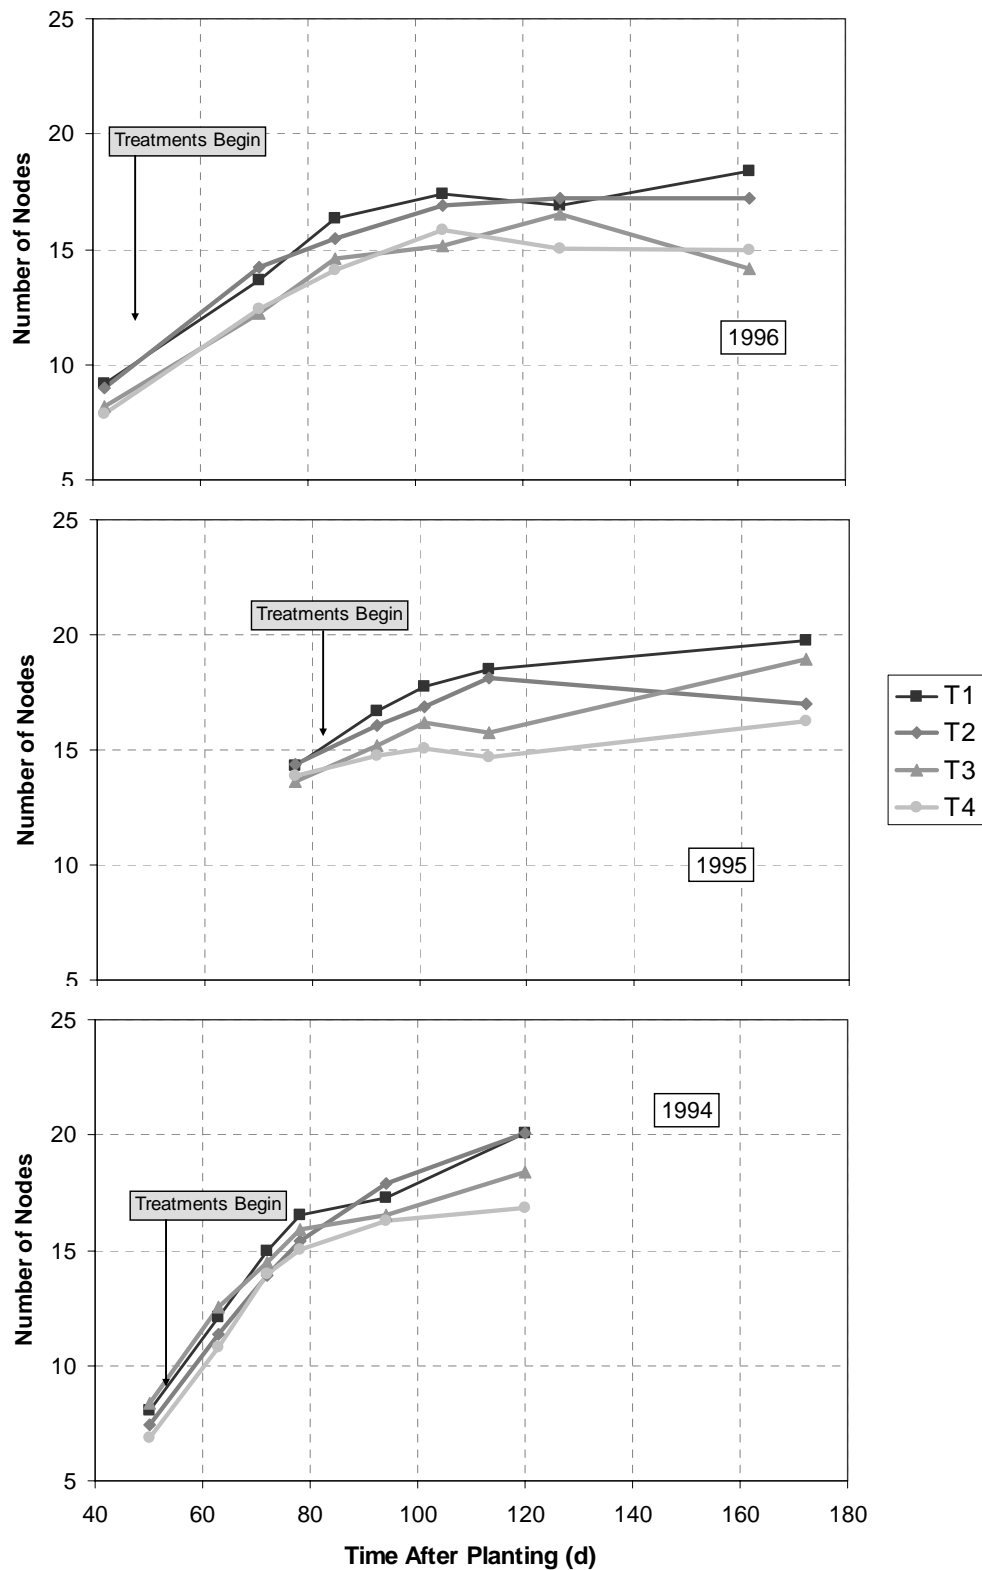 25
20
15
10
5
Number of Nodes
Treatments Begin
1996
25
20
15
10
5
Number of Nodes
Treatments Begin
1995
T1
T2
T3
T4
25
20
15
10
5
Number of Nodes
Treatments Begin
1994
40 60 80 100 120 140 160 180
Time After Planting (d)